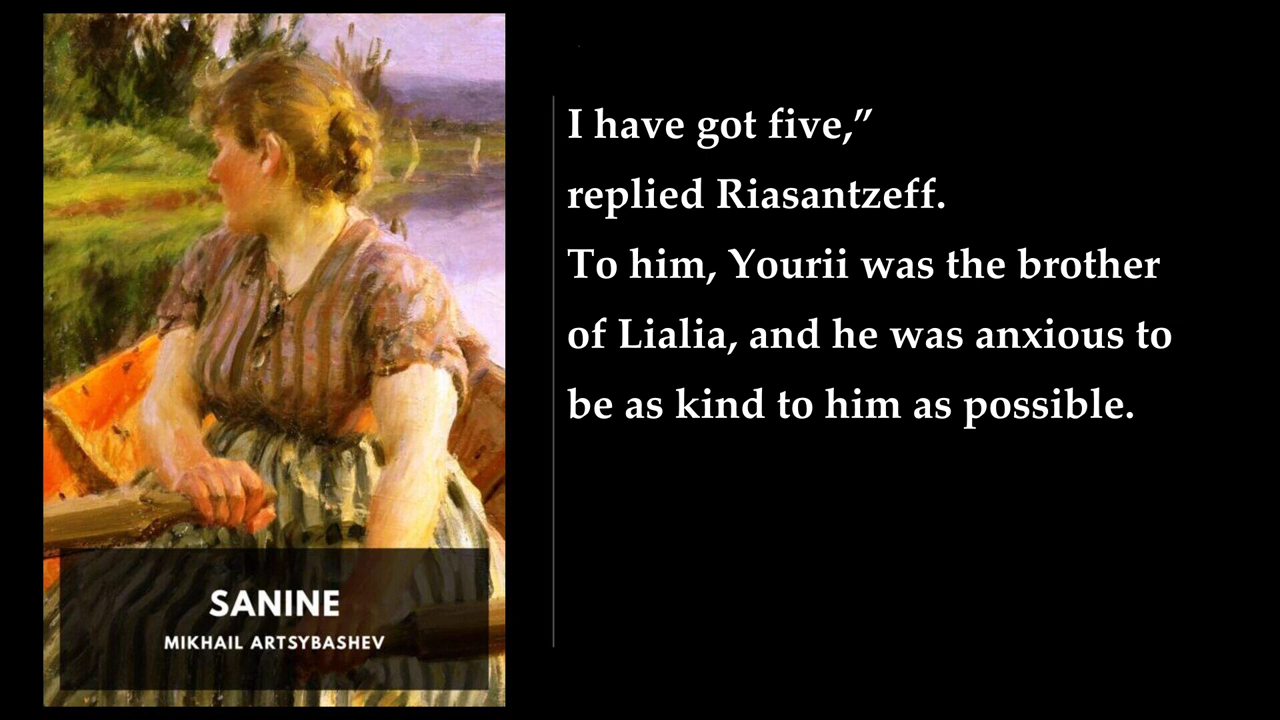 I have got five,”
replied Riasantzeff.
To him, Yourii was the brother
of Lialia, and he was anxious to
be as kind to him as possible.
SANINE
MIKHAIL ARTSYBASHEV